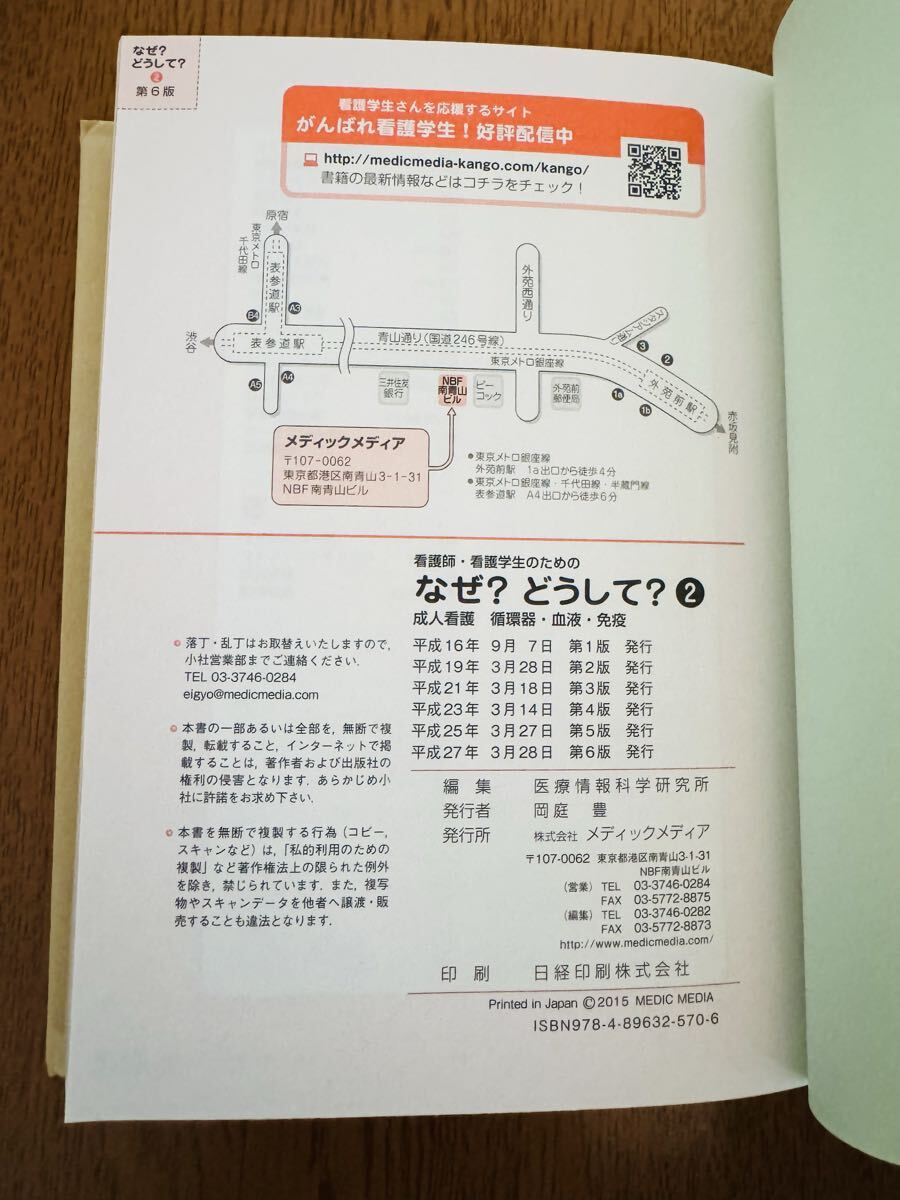 なぜ?
どうして?
❷
第6版
看護学生さんを応援するサイト
がんばれ看護学生!好評配信中
http://medicmedia-kango.com/kango/
書籍の最新情報などはコチラをチェック!
原宿
東京メトロ
千代田線
表参道駅
B4
A3
渋谷
表参道駅
A5
A4
青山通り(国道246号線)
東京メトロ銀座線
外苑西通り
スタジアム通り
3
2
外苑前駅
1a
1b
赤坂見附
三井住友
銀行
NBF
南青山
ビル
ピー
コック
外苑前
郵便局
メディックメディア
〒107-0062
東京都港区南青山3-1-31
NBF南青山ビル
●東京メトロ銀座線
外苑前駅 1a出口から徒歩4分
●東京メトロ銀座線・千代田線・半蔵門線
表参道駅 A4出口から徒歩6分
看護師・看護学生のための
なぜ? どうして?❷
成人看護 循環器・血液・免疫
平成16年 9月 7日 第1版 発行
平成19年 3月28日 第2版 発行
平成21年 3月18日 第3版 発行
平成23年 3月14日 第4版 発行
平成25年 3月27日 第5版 発行
平成27年 3月28日 第6版 発行
編集 医療情報科学研究所
発行者 岡庭 豊
発行所 株式会社 メディックメディア
〒107-0062 東京都港区南青山3-1-31
NBF南青山ビル
(営業) TEL 03-3746-0284
FAX 03-5772-8875
(編集) TEL 03-3746-0282
FAX 03-5772-8873
http://www.medicmedia.com/
印刷 日経印刷株式会社
Printed in Japan ©2015 MEDIC MEDIA
ISBN978-4-89632-570-6
落丁・乱丁はお取替えいたしますので,
小社営業部までご連絡ください.
TEL 03-3746-0284
eigyo@medicmedia.com
本書の一部あるいは全部を,無断で複
製,転載すること,インターネットで掲
載することは,著作者および出版社の
権利の侵害となります.あらかじめ小
社に許諾をお求め下さい.
本書を無断で複製する行為(コピー,
スキャンなど)は,「私的利用のための
複製」など著作権法上の限られた例外
を除き,禁じられています.また,複写
物やスキャンデータを他者へ譲渡・販
売することも違法となります.